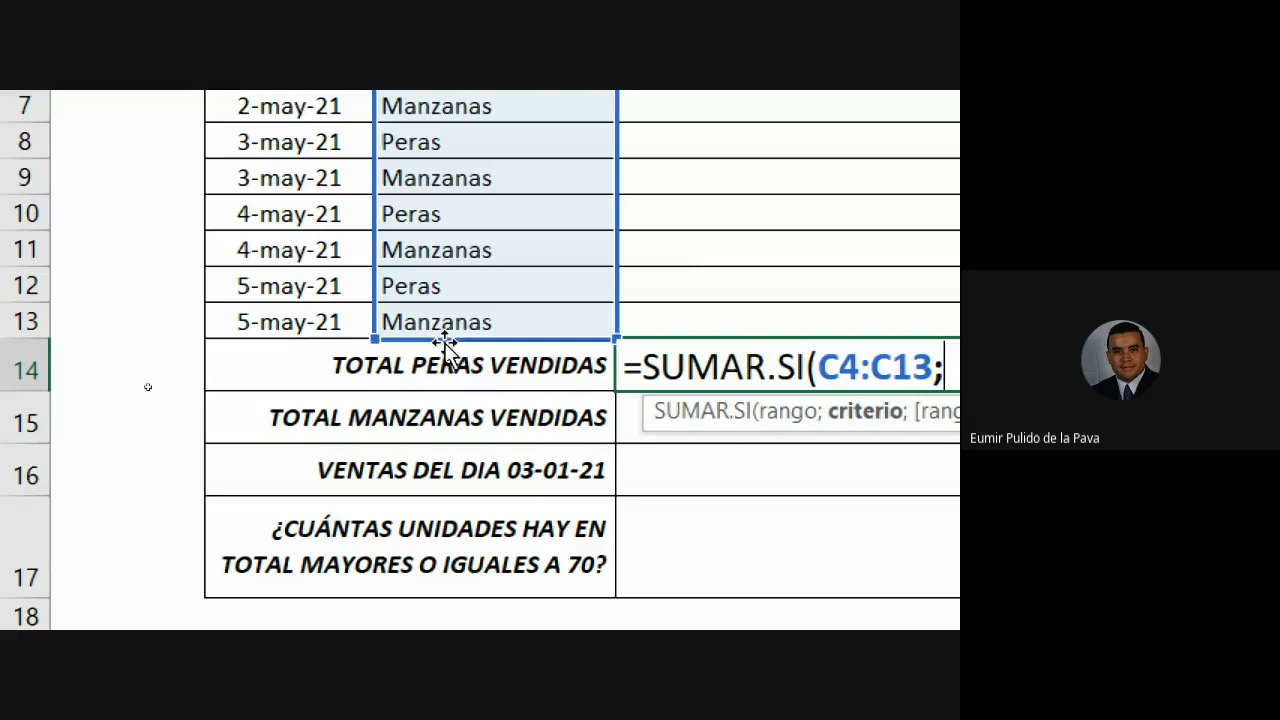 7 2-may-21 Manzanas
8 3-may-21 Peras
9 3-may-21 Manzanas
10 4-may-21 Peras
11 4-may-21 Manzanas
12 5-may-21 Peras
13 5-may-21 Manzanas
14 TOTAL PERAS VENDIDAS =SUMAR.SI(C4:C13;
15 TOTAL MANZANAS VENDIDAS SUMAR.SI(rango; criterio; [rang
16 VENTAS DEL DIA 03-01-21
¿CUÁNTAS UNIDADES HAY EN
17 TOTAL MAYORES O IGUALES A 70?
18
Eumir Pulido de la Pava